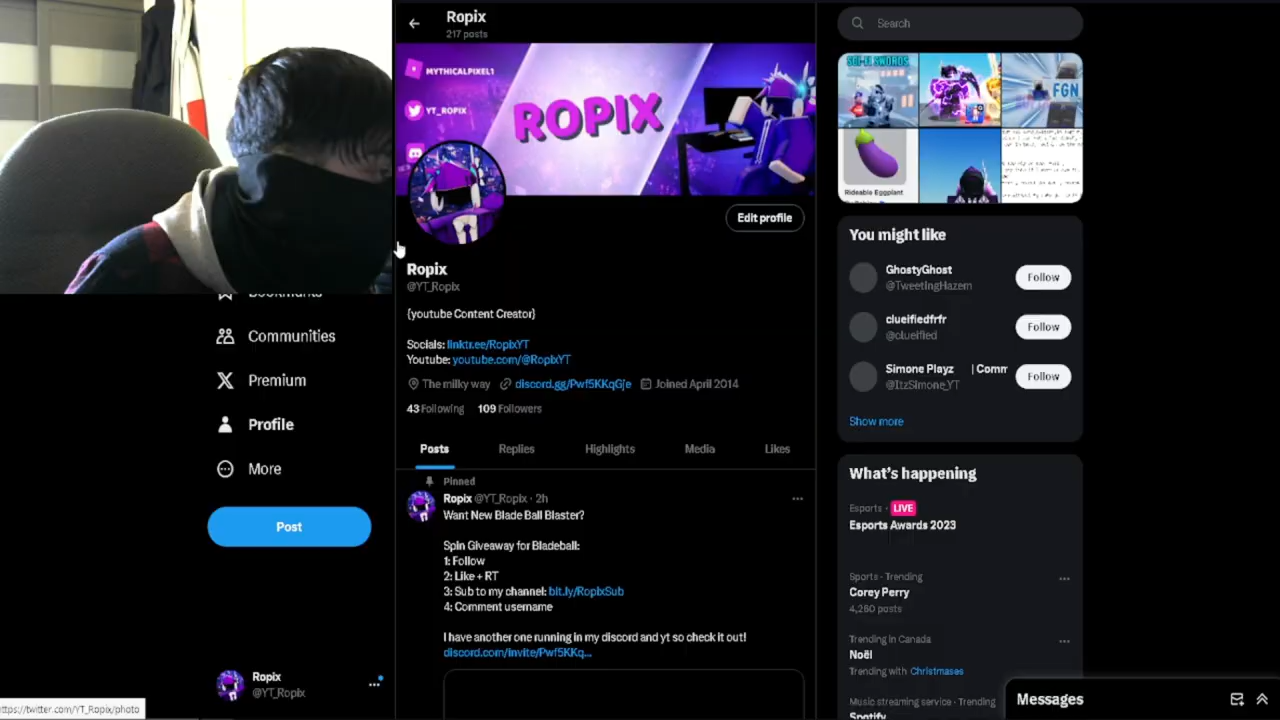 Ropix
217 posts
MYTHICALPIXEL1
YT_ROPIX
ROPIX
Edit profile
Ropix
@YT_Ropix
{youtube Content Creator}
Socials: linktr.ee/RopixYT
Youtube: youtube.com/@RopixYT
The milky way discord.gg/Pwf5KKqGje Joined April 2014
43 Following 109 Followers
Posts Replies Highlights Media Likes
Pinned
Ropix @YT_Ropix · 2h
Want New Blade Ball Blaster?
Spin Giveaway for Bladeball:
1: Follow
2: Like + RT
3: Sub to my channel: bit.ly/RopixSub
4: Comment username
I have another one running in my discord and yt so check it out!
discord.com/invite/Pwf5KKq...
Bookmarks
Communities
Premium
Profile
More
Post
Ropix
@YT_Ropix
https://twitter.com/YT_Ropix/photo
Search
SCI-FI SWORDS
FGN
Rideable Eggplant
You might like
GhostyGhost
@TweetingHazem
Follow
clueifiedfrfr
@clueified
Follow
Simone Playz | Comm
@ItzSimone_YT
Follow
Show more
What's happening
Esports · LIVE
Esports Awards 2023
Sports · Trending
Corey Perry
4,260 posts
Trending in Canada
Noël
Trending with Christmases
Music streaming service · Trending
Spotify
Messages